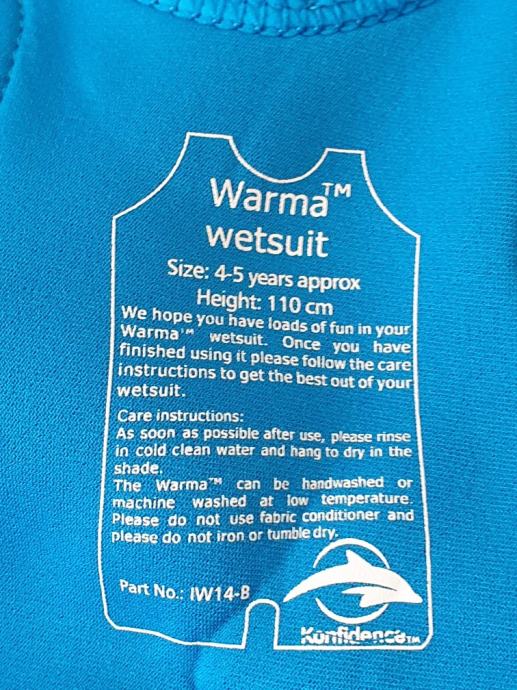 Warma™
wetsuit
Size: 4-5 years approx
Height: 110 cm
We hope you have loads of fun in your
Warma™ wetsuit. Once you have
finished using it please follow the care
instructions to get the best out of your
wetsuit.
Care instructions:
As soon as possible after use, please rinse
in cold clean water and hang to dry in the
shade.
The Warma™ can be handwashed or
machine washed at low temperature.
Please do not use fabric conditioner and
please do not iron or tumble dry.
Part No.: IW14-B
Konfidence™